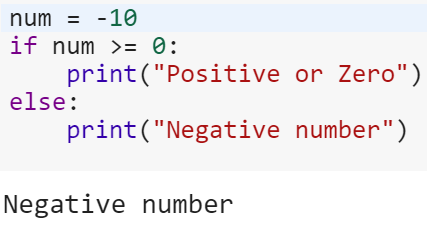 num = -10
if num >= 0:
    print("Positive or Zero")
else:
    print("Negative number")
Negative number